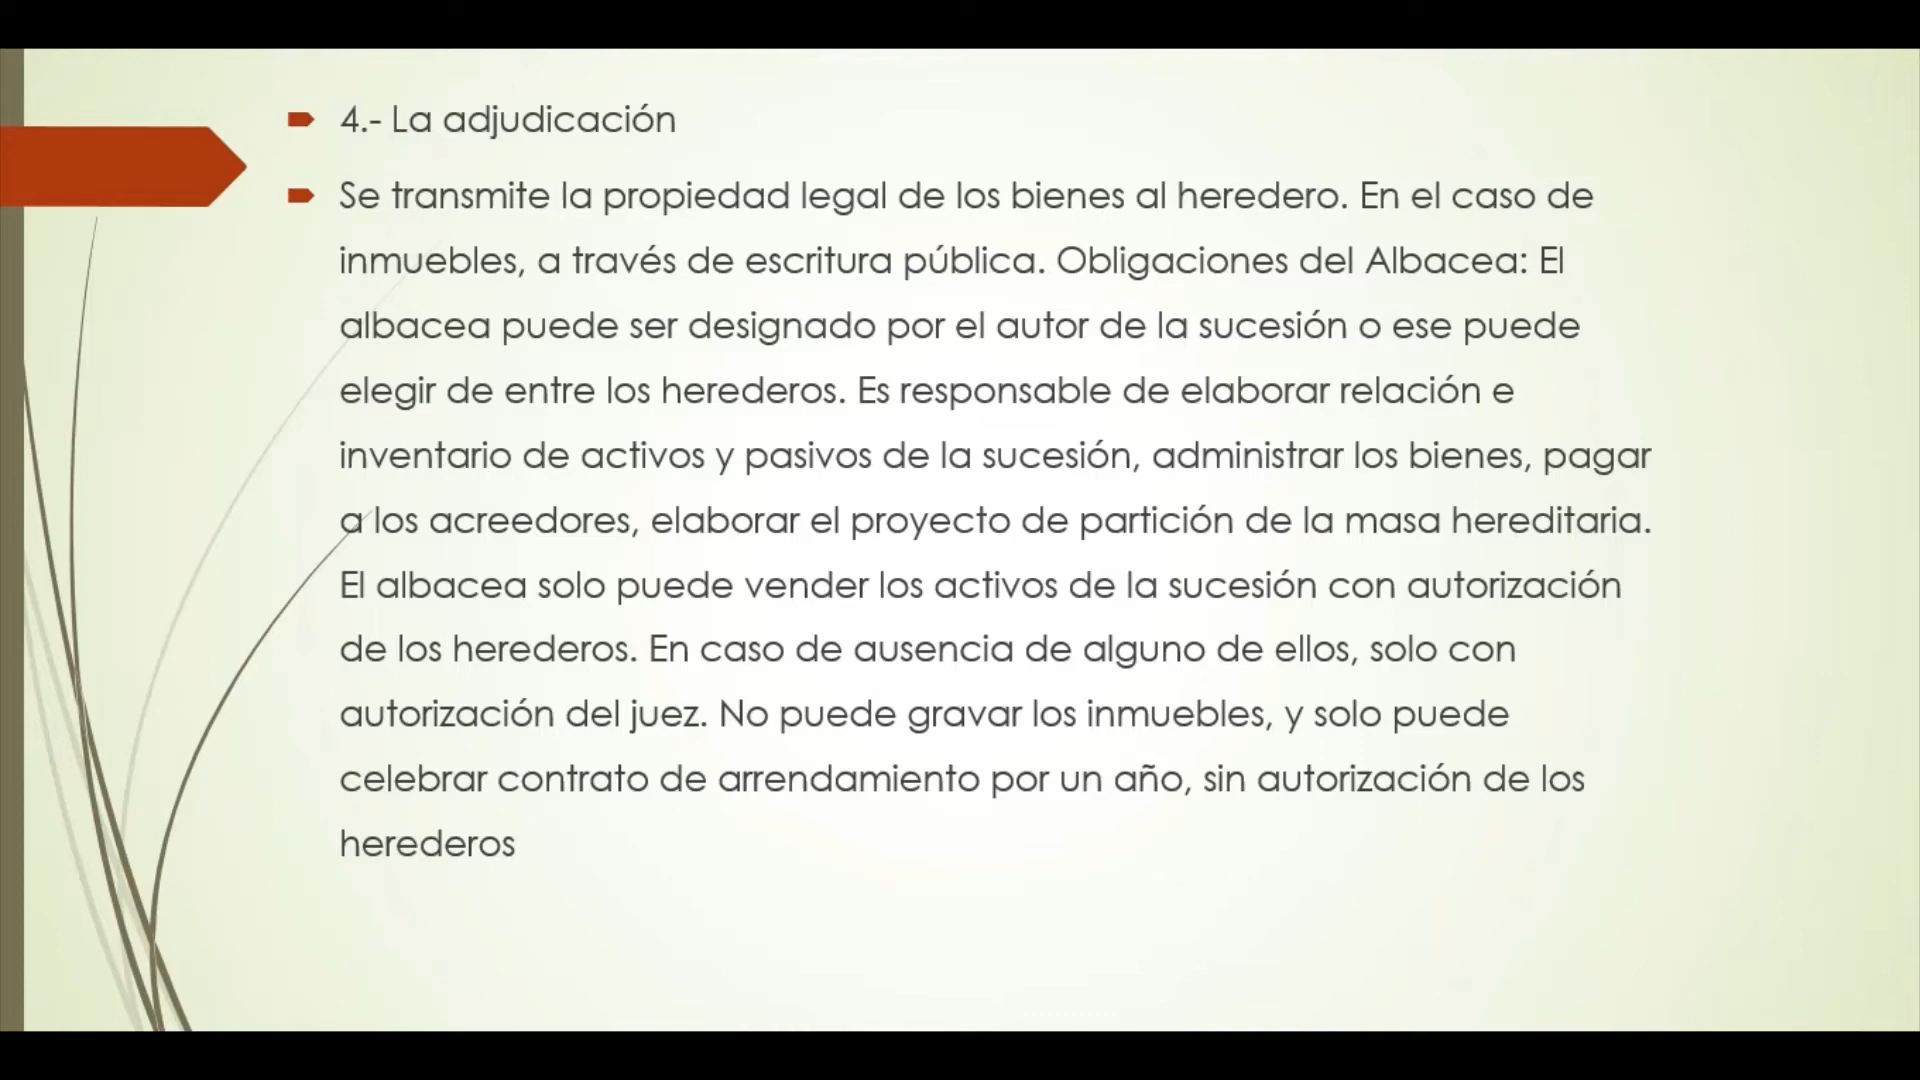 4.- La adjudicación
Se transmite la propiedad legal de los bienes al heredero. En el caso de
inmuebles, a través de escritura pública. Obligaciones del Albacea: El
albacea puede ser designado por el autor de la sucesión o ese puede
elegir de entre los herederos. Es responsable de elaborar relación e
inventario de activos y pasivos de la sucesión, administrar los bienes, pagar
a los acreedores, elaborar el proyecto de partición de la masa hereditaria.
El albacea solo puede vender los activos de la sucesión con autorización
de los herederos. En caso de ausencia de alguno de ellos, solo con
autorización del juez. No puede gravar los inmuebles, y solo puede
celebrar contrato de arrendamiento por un año, sin autorización de los
herederos